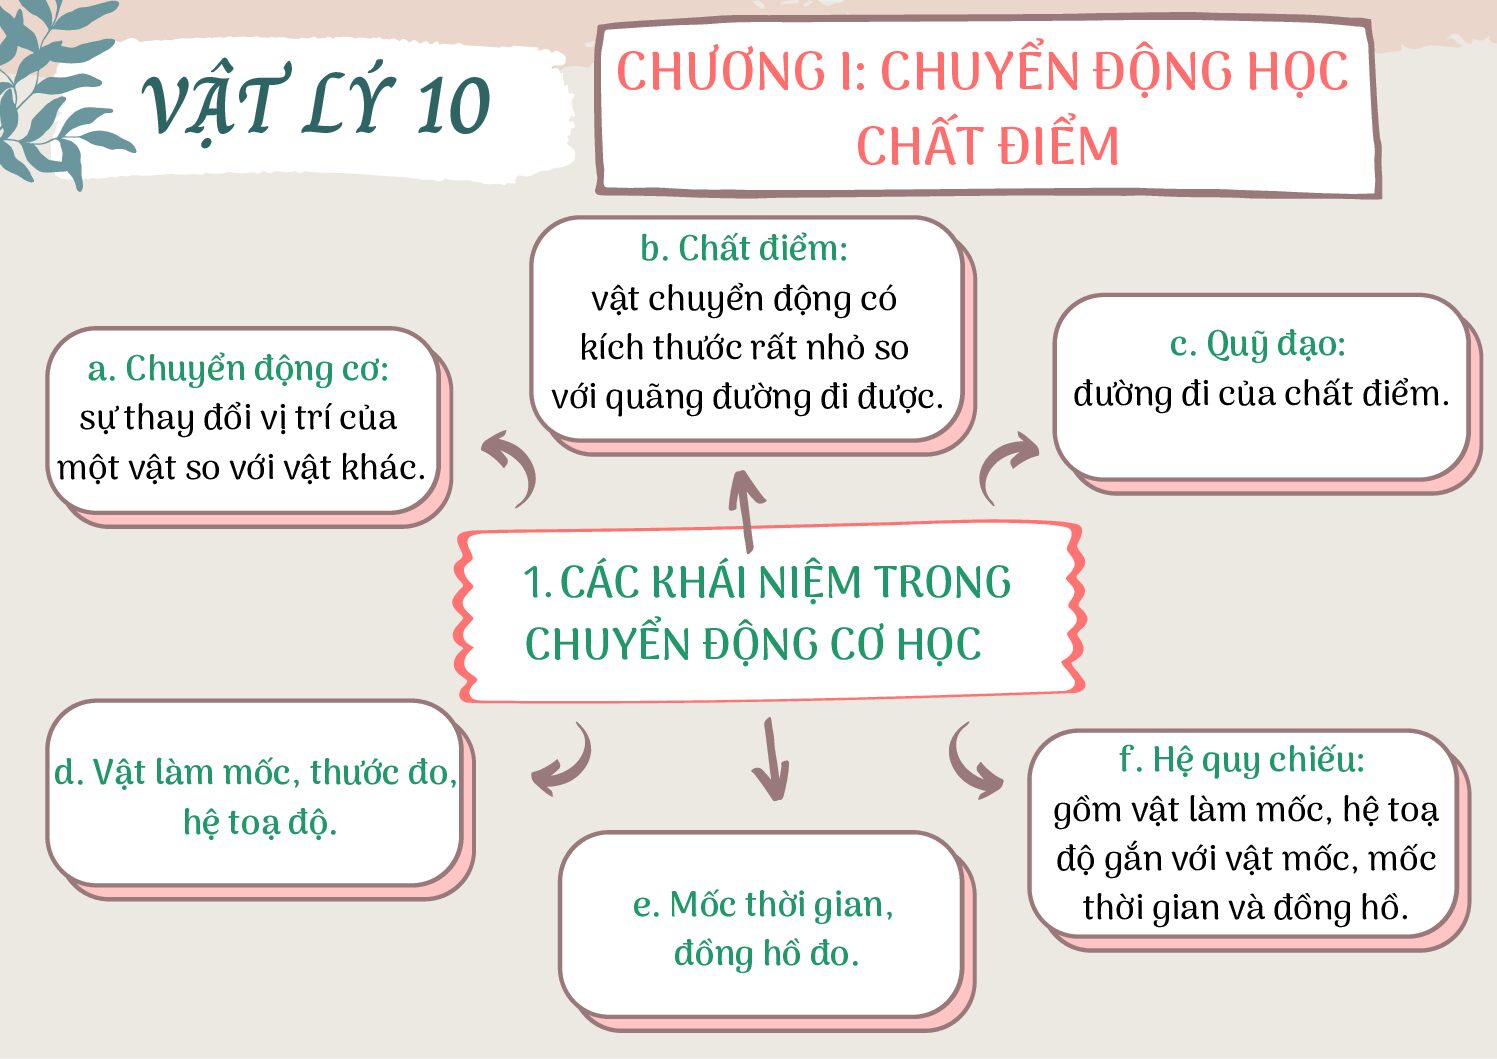 VẬT LÝ 10
CHƯƠNG I: CHUYỂN ĐỘNG HỌC
CHẤT ĐIỂM
b. Chất điểm:
vật chuyển động có
kích thước rất nhỏ so
với quãng đường đi được.
a. Chuyển động cơ:
sự thay đổi vị trí của
một vật so với vật khác.
c. Quỹ đạo:
đường đi của chất điểm.
1. CÁC KHÁI NIỆM TRONG
CHUYỂN ĐỘNG CƠ HỌC
d. Vật làm mốc, thước đo,
hệ toạ độ.
e. Mốc thời gian,
đồng hồ đo.
f. Hệ quy chiếu:
gồm vật làm mốc, hệ toạ
độ gắn với vật mốc, mốc
thời gian và đồng hồ.